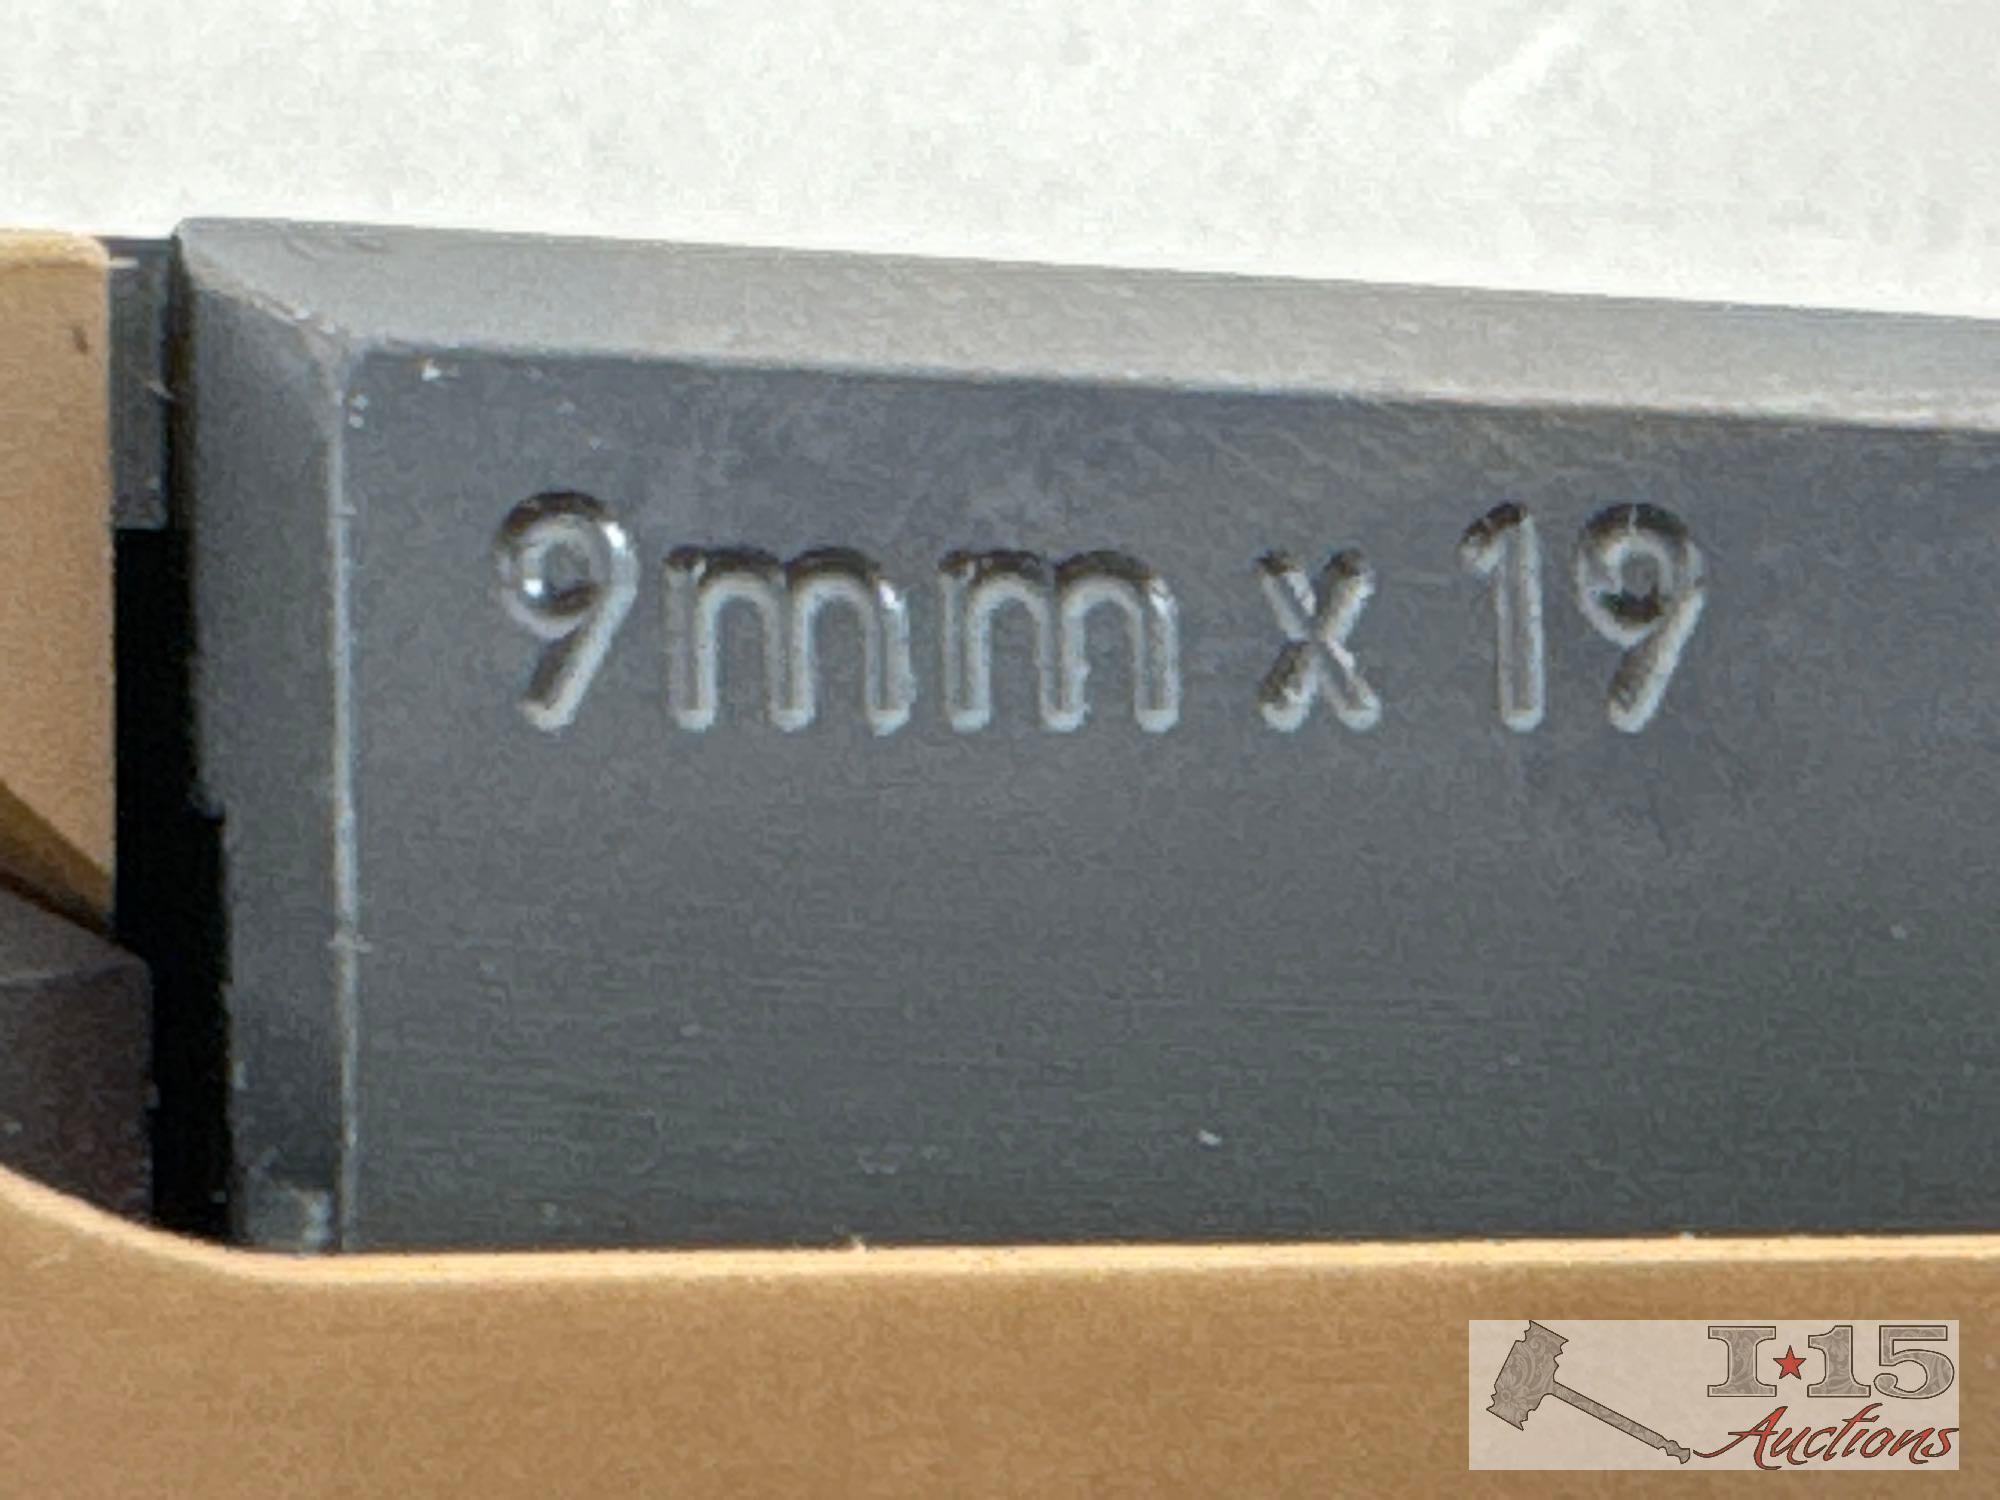 9mm x 19
I★15
Auctions